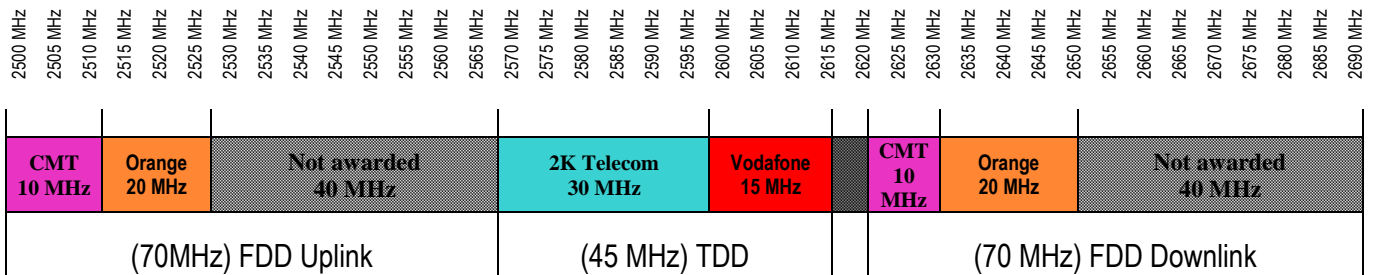 2500 MHz
2505 MHz
2510 MHz
2515 MHz
2520 MHz
2525 MHz
2530 MHz
2535 MHz
2540 MHz
2545 MHz
2550 MHz
2555 MHz
2560 MHz
2565 MHz
2570 MHz
2575 MHz
2580 MHz
2585 MHz
2590 MHz
2595 MHz
2600 MHz
2605 MHz
2610 MHz
2615 MHz
2620 MHz
2625 MHz
2630 MHz
2635 MHz
2640 MHz
2645 MHz
2650 MHz
2655 MHz
2660 MHz
2665 MHz
2670 MHz
2675 MHz
2680 MHz
2685 MHz
2690 MHz
CMT
10 MHz
Orange
20 MHz
Not awarded
40 MHz
2K Telecom
30 MHz
Vodafone
15 MHz
CMT
10
MHz
Orange
20 MHz
Not awarded
40 MHz
(70MHz) FDD Uplink
(45 MHz) TDD
(70 MHz) FDD Downlink